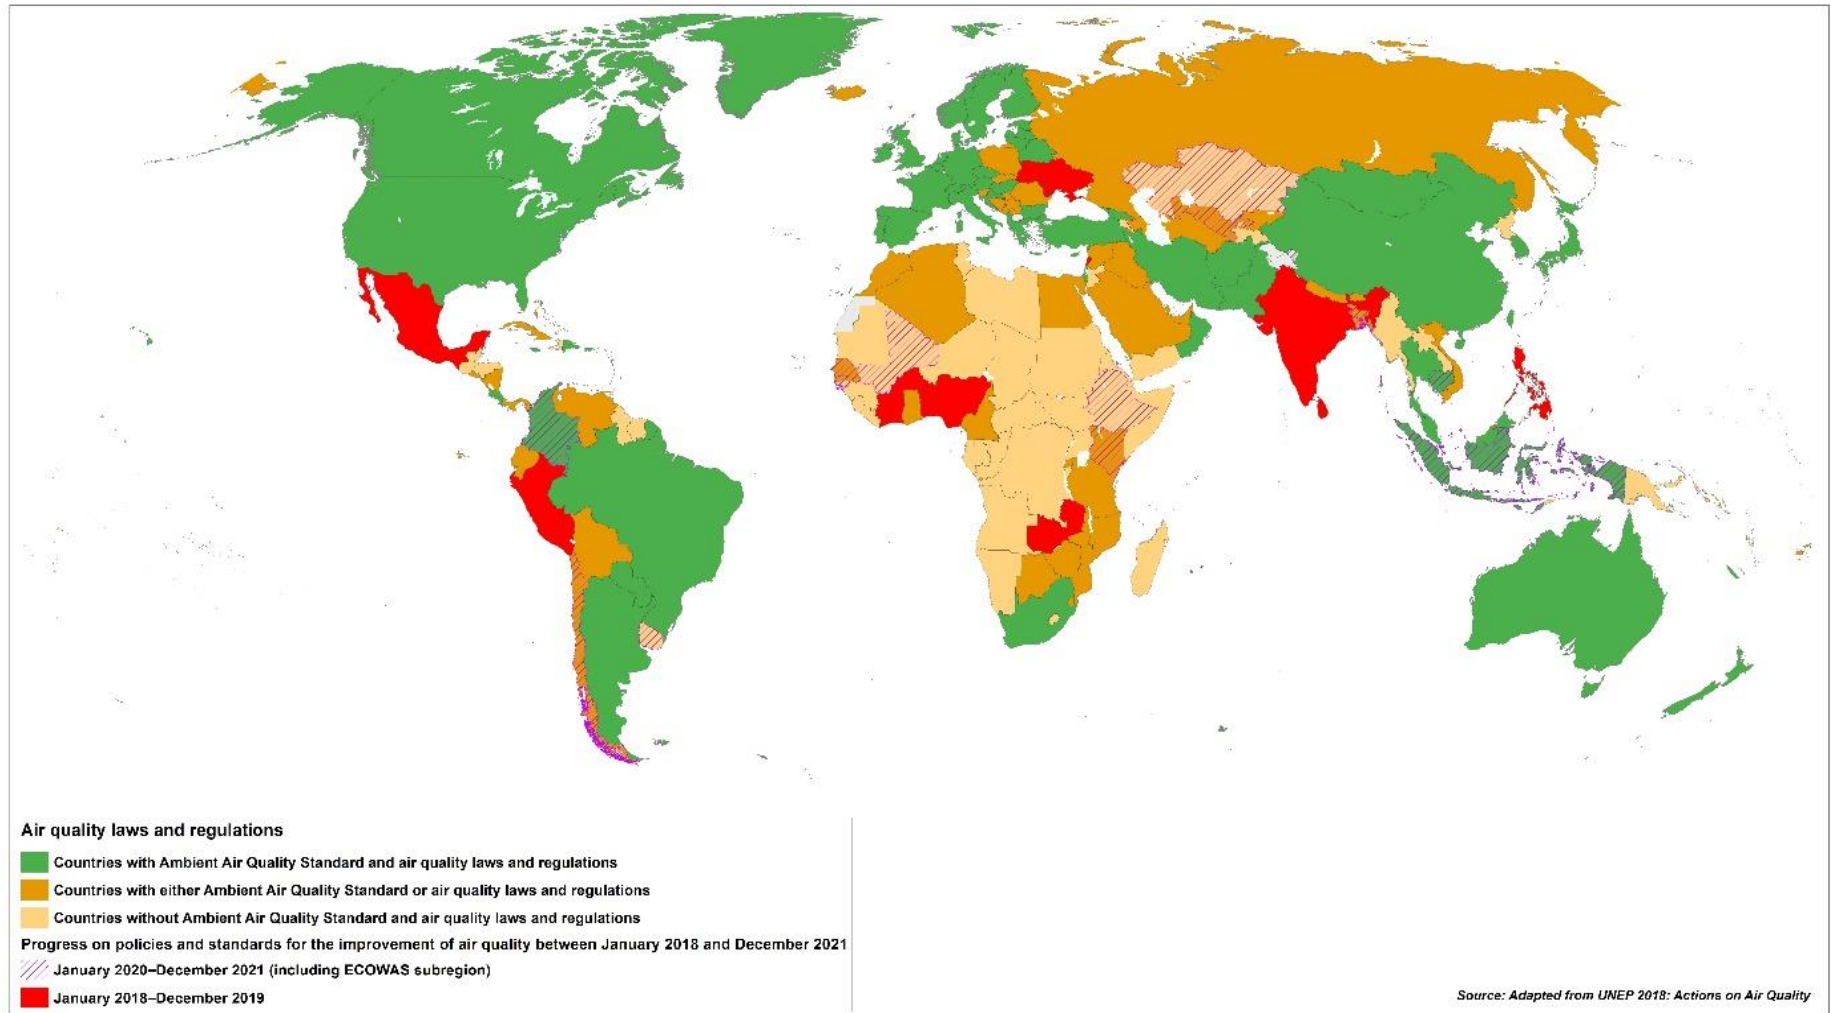 Air quality laws and regulations
Countries with Ambient Air Quality Standard and air quality laws and regulations
Countries with either Ambient Air Quality Standard or air quality laws and regulations
Countries without Ambient Air Quality Standard and air quality laws and regulations
Progress on policies and standards for the improvement of air quality between January 2018 and December 2021
January 2020–December 2021 (including ECOWAS subregion)
January 2018–December 2019
Source: Adapted from UNEP 2018: Actions on Air Quality